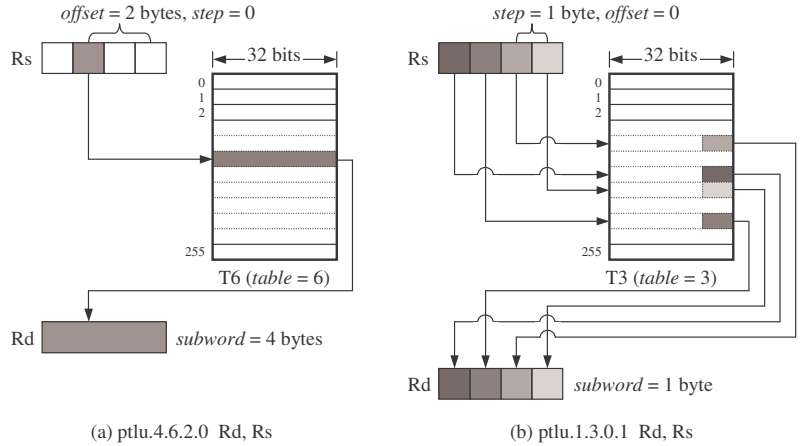 offset = 2 bytes, step = 0
Rs
32 bits
0
1
2
255
T6 (table = 6)
Rd
subword = 4 bytes
(a) ptlu.4.6.2.0 Rd, Rs
step = 1 byte, offset = 0
Rs
32 bits
0
1
2
255
T3 (table = 3)
Rd
subword = 1 byte
(b) ptlu.1.3.0.1 Rd, Rs